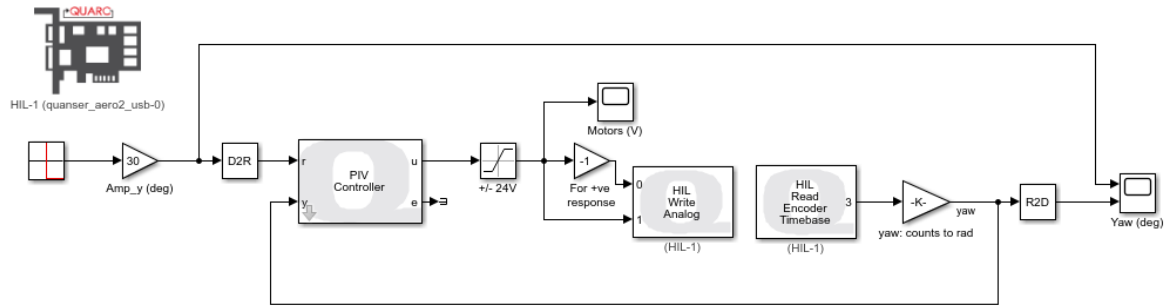 QUARC
HIL-1 (quanser_aero2_usb-0)
30
Amp_y (deg)
D2R
r
y
PIV
Controller
u
e
+/- 24V
Motors (V)
-1
For +ve
response
0
1
HIL
Write
Analog
(HIL-1)
HIL
Read
Encoder
Timebase
3
(HIL-1)
-K-
yaw: counts to rad
yaw
R2D
Yaw (deg)